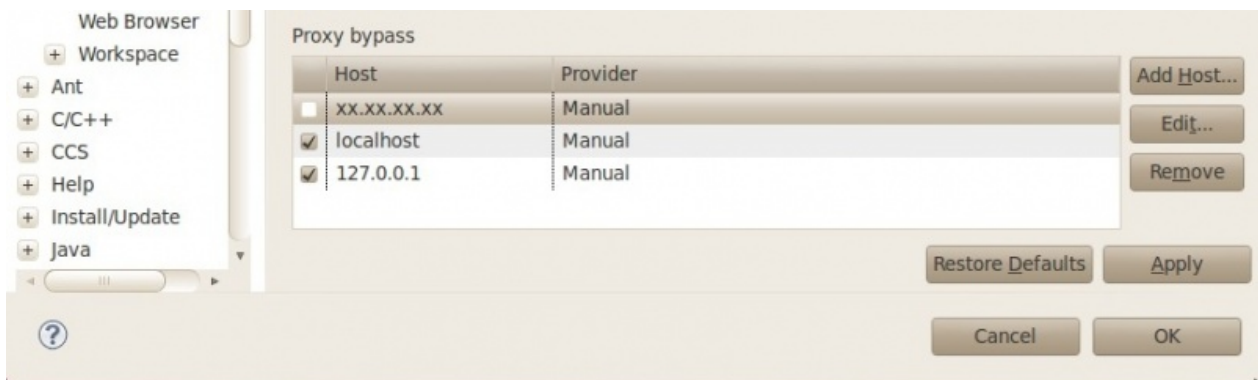 Web Browser
Workspace
Ant
C/C++
CCS
Help
Install/Update
Java
Proxy bypass
Host Provider
xx.xx.xx.xx Manual
localhost Manual
127.0.0.1 Manual
Add Host...
Edit...
Remove
Restore Defaults Apply
? Cancel OK